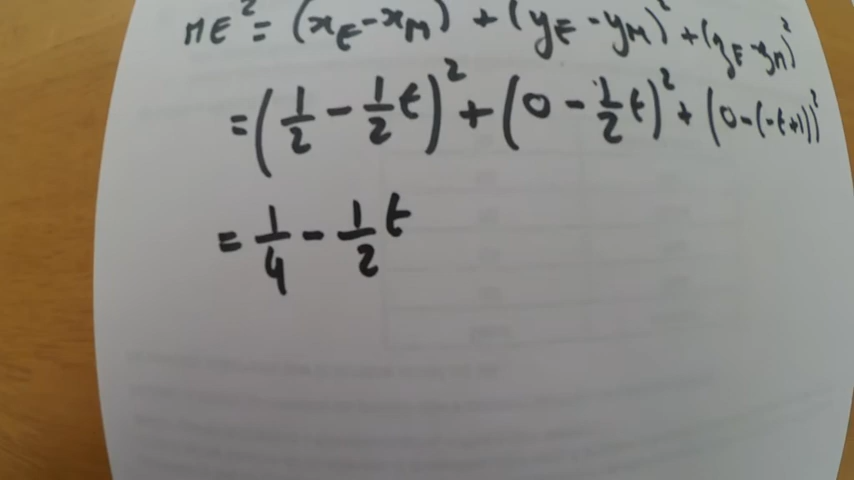 ME² = (x_E - x_M)² + (y_E - y_M)² + (z_E - z_M)²
= (1/2 - 1/2 t)² + (0 - 1/2 t)² + (0 - (-t+1))²
= 1/4 - 1/2 t